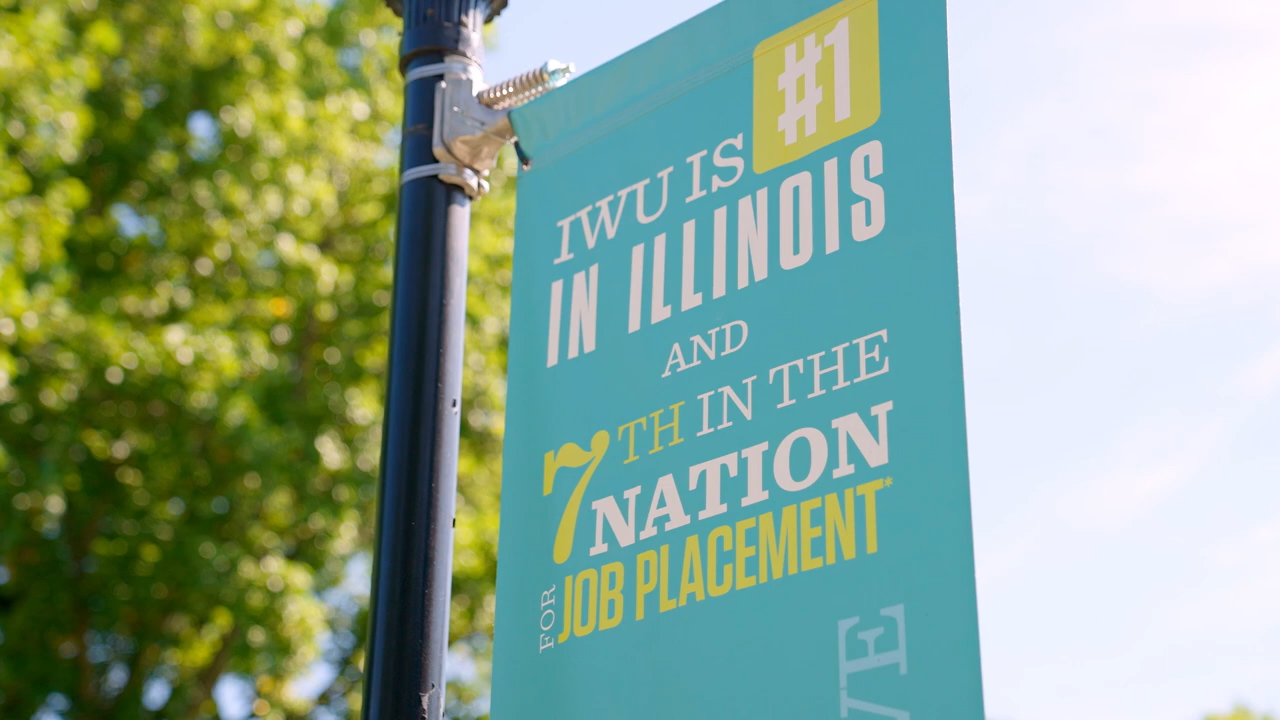 IWU IS #1
IN ILLINOIS
AND
7TH IN THE
NATION
FOR JOB PLACEMENT*